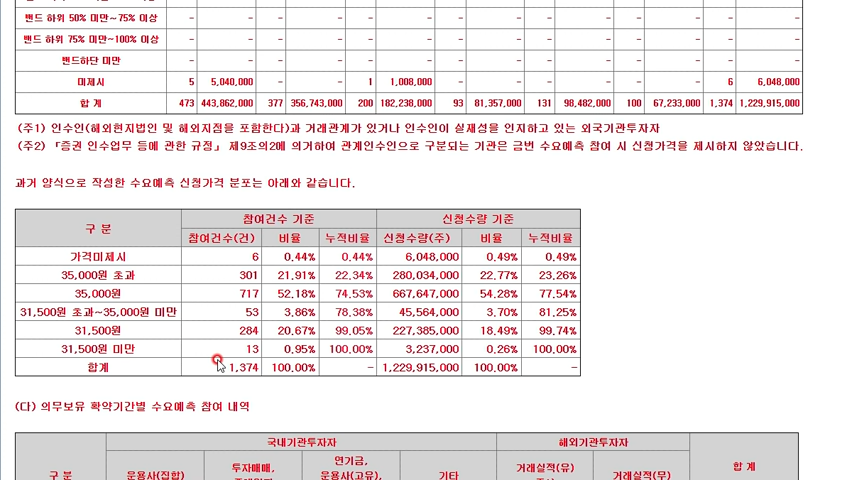 밴드 하위 50% 미만~75% 이상 – – – – – – – – – – – – – –
밴드 하위 75% 미만~100% 이상 – – – – – – – – – – – – – –
밴드하단 미만 – – – – – – – – – – – – – –
미제시 5 5,040,000 – – 1 1,008,000 – – – – – – 6 6,048,000
합 계 473 443,862,000 377 356,743,000 200 182,238,000 93 81,357,000 131 98,482,000 100 67,233,000 1,374 1,229,915,000
(주1) 인수인(해외현지법인 및 해외지점을 포함한다)과 거래관계가 있거나 인수인이 실재성을 인지하고 있는 외국기관투자자
(주2) 「증권 인수업무 등에 관한 규정」 제9조의2에 의거하여 관계인수인으로 구분되는 기관은 금번 수요예측 참여 시 신청가격을 제시하지 않았습니다.
과거 양식으로 작성한 수요예측 신청가격 분포는 아래와 같습니다.
구 분 참여건수 기준 신청수량 기준
참여건수(건) 비율 누적비율 신청수량(주) 비율 누적비율
가격미제시 6 0.44% 0.44% 6,048,000 0.49% 0.49%
35,000원 초과 301 21.91% 22.34% 280,034,000 22.77% 23.26%
35,000원 717 52.18% 74.53% 667,647,000 54.28% 77.54%
31,500원 초과~35,000원 미만 53 3.86% 78.38% 45,564,000 3.70% 81.25%
31,500원 284 20.67% 99.05% 227,385,000 18.49% 99.74%
31,500원 미만 13 0.95% 100.00% 3,237,000 0.26% 100.00%
합계 1,374 100.00% – 1,229,915,000 100.00% –
(다) 의무보유 확약기간별 수요예측 참여 내역
국내기관투자자 해외기관투자자
구 분 운용사(집합) 투자매매, 연기금, 운용사(고유), 기타 거래실적(유) 거래실적(무) 합 계